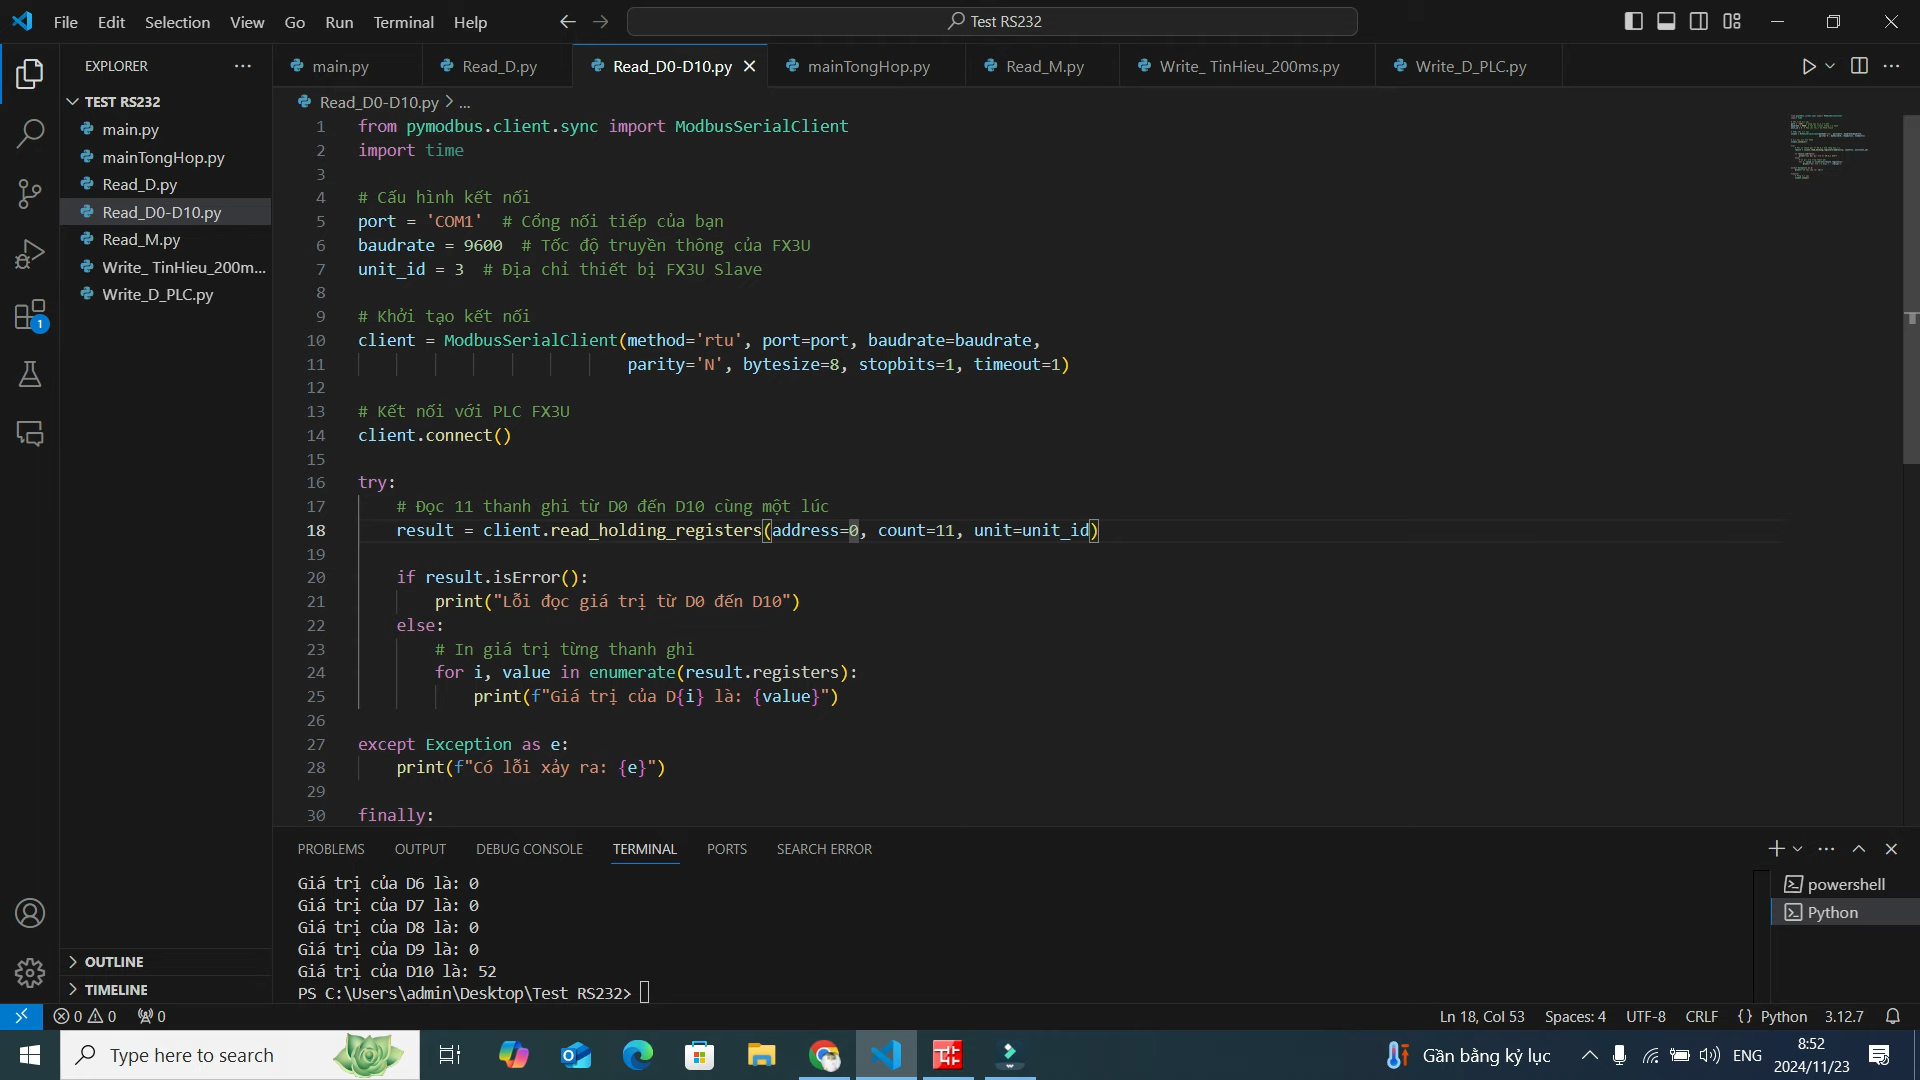 File Edit Selection View Go Run Terminal Help
Test RS232
EXPLORER
main.py
Read_D.py
Read_D0-D10.py
mainTongHop.py
Read_M.py
Write_ TinHieu_200ms.py
Write_D_PLC.py
TEST RS232
main.py
mainTongHop.py
Read_D.py
Read_D0-D10.py
Read_M.py
Write_ TinHieu_200m...
Write_D_PLC.py
1
OUTLINE
TIMELINE
Read_D0-D10.py > ...
1 from pymodbus.client.sync import ModbusSerialClient
2 import time
3
4 # Cấu hình kết nối
5 port = 'COM1'  # Cổng nối tiếp của bạn
6 baudrate = 9600  # Tốc độ truyền thông của FX3U
7 unit_id = 3  # Địa chỉ thiết bị FX3U Slave
8
9 # Khởi tạo kết nối
10 client = ModbusSerialClient(method='rtu', port=port, baudrate=baudrate,
11 parity='N', bytesize=8, stopbits=1, timeout=1)
12
13 # Kết nối với PLC FX3U
14 client.connect()
15
16 try:
17 # Đọc 11 thanh ghi từ D0 đến D10 cùng một lúc
18 result = client.read_holding_registers(address=0, count=11, unit=unit_id)
19
20 if result.isError():
21 print("Lỗi đọc giá trị từ D0 đến D10")
22 else:
23 # In giá trị từng thanh ghi
24 for i, value in enumerate(result.registers):
25 print(f"Giá trị của D{i} là: {value}")
26
27 except Exception as e:
28 print(f"Có lỗi xảy ra: {e}")
29
30 finally:
PROBLEMS OUTPUT DEBUG CONSOLE TERMINAL PORTS SEARCH ERROR
Giá trị của D6 là: 0
Giá trị của D7 là: 0
Giá trị của D8 là: 0
Giá trị của D9 là: 0
Giá trị của D10 là: 52
PS C:\Users\admin\Desktop\Test RS232>
powershell
Python
0 0 0
Ln 18, Col 53 Spaces: 4 UTF-8 CRLF {} Python 3.12.7
Type here to search
Gần bằng kỷ lục
ENG
8:52
2024/11/23